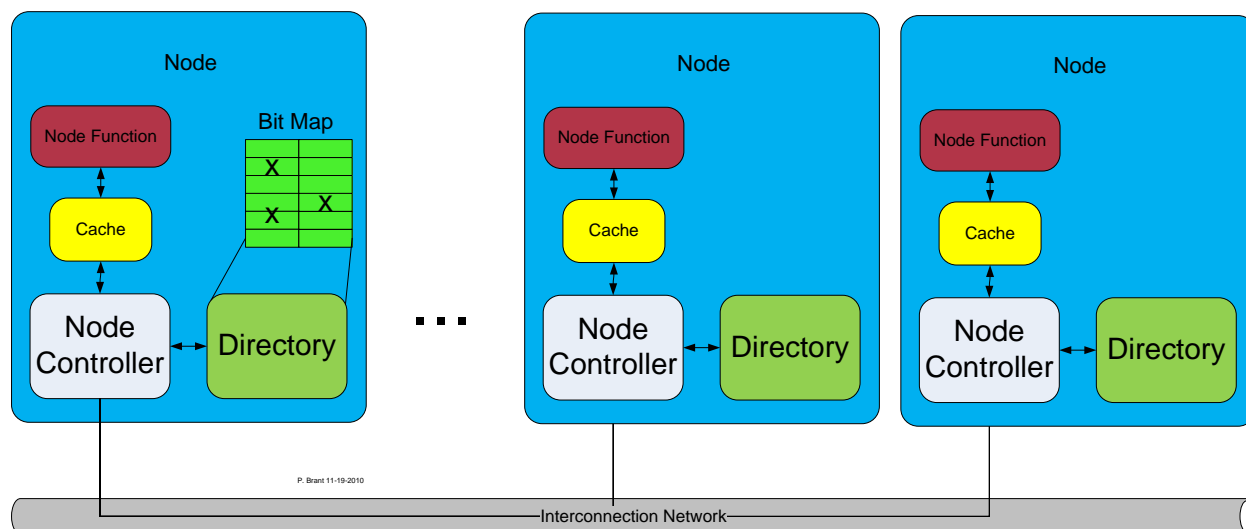 Node
Node Function
Bit Map
X
X
X
Cache
Node
Controller
Directory
...
Node
Node Function
Cache
Node
Controller
Directory
Node
Node Function
Cache
Node
Controller
Directory
P. Brant 11-19-2010
Interconnection Network